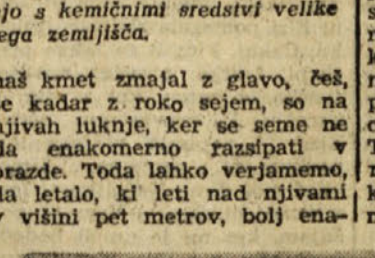 jo s kemičnimi sredstvi velike
ega zemljišča.
naš kmet zmajal z glavo, češ,
e kadar z roko sejem, so na
njivah luknje, ker se seme ne
da enakomerno razsipati v
brazde. Toda lahko verjamemo,
da letalo, ki leti nad njivami
v višini pet metrov, bolj ena-